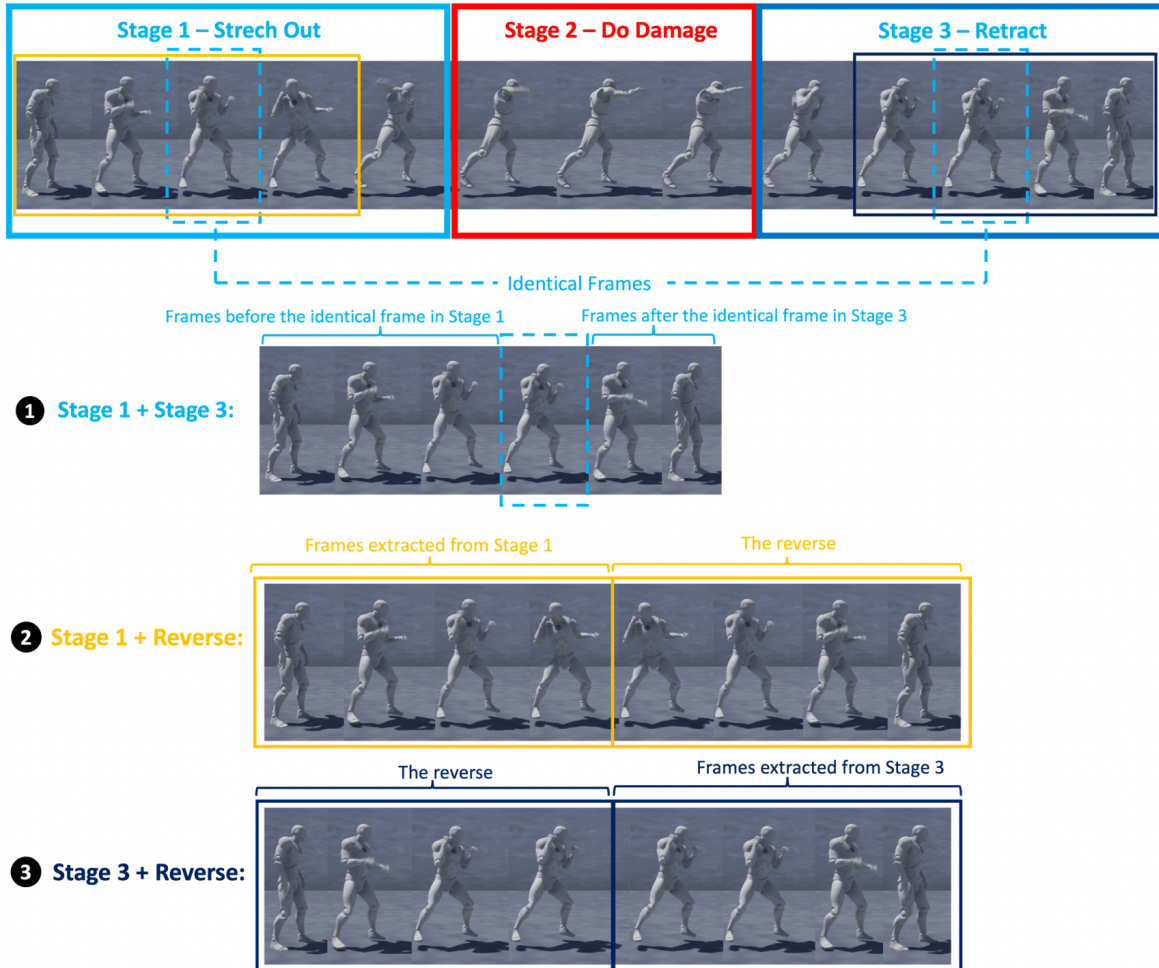 Stage 1 – Strech Out
Stage 2 – Do Damage
Stage 3 – Retract
Identical Frames
Frames before the identical frame in Stage 1
Frames after the identical frame in Stage 3
1 Stage 1 + Stage 3:
Frames extracted from Stage 1
The reverse
2 Stage 1 + Reverse:
The reverse
Frames extracted from Stage 3
3 Stage 3 + Reverse: